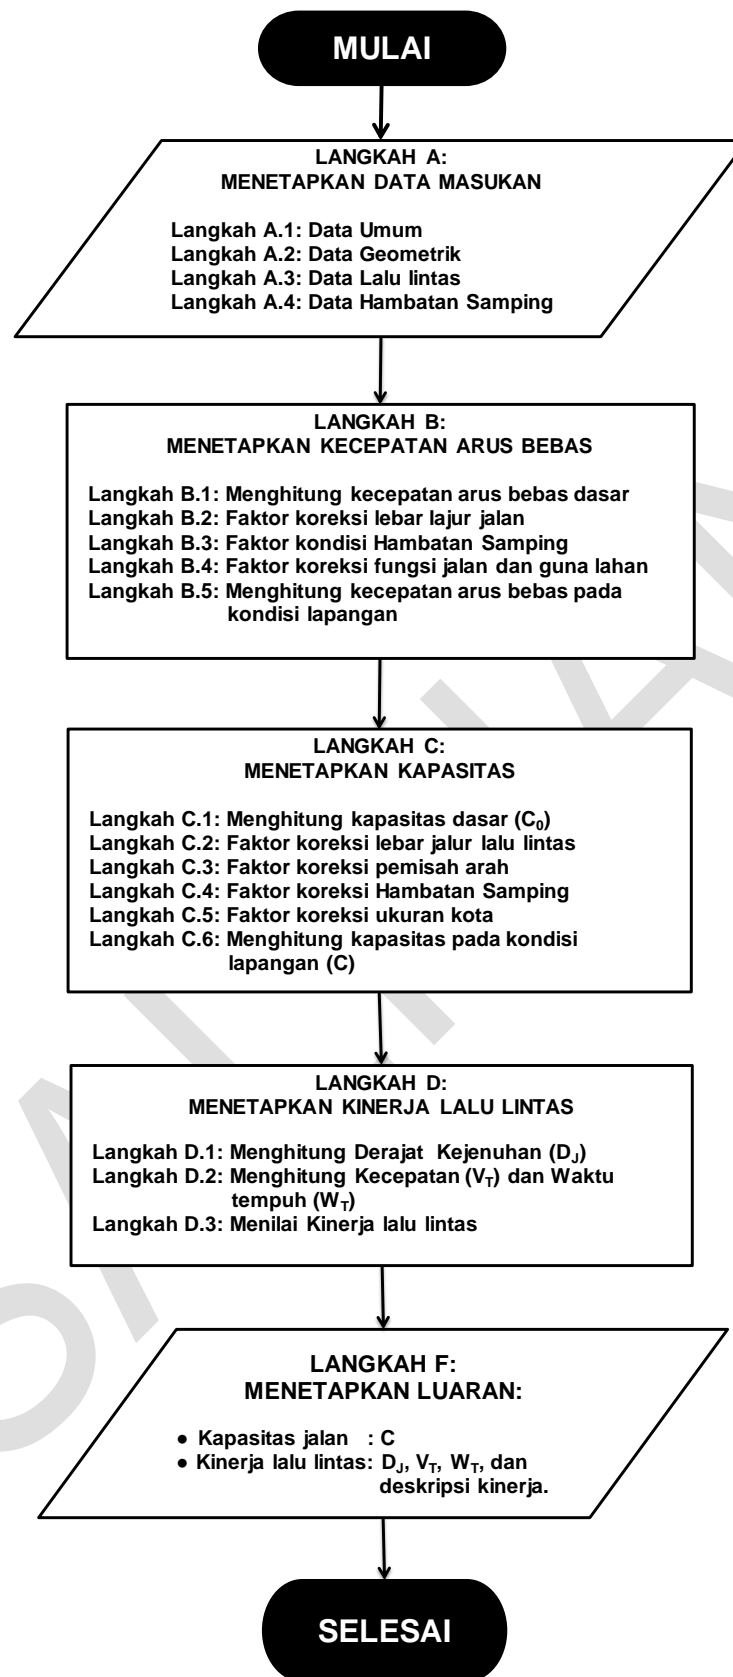 MULAI
LANGKAH A:
MENETAPKAN DATA MASUKAN
Langkah A.1: Data Umum
Langkah A.2: Data Geometrik
Langkah A.3: Data Lalu lintas
Langkah A.4: Data Hambatan Samping
LANGKAH B:
MENETAPKAN KECEPATAN ARUS BEBAS
Langkah B.1: Menghitung kecepatan arus bebas dasar
Langkah B.2: Faktor koreksi lebar lajur jalan
Langkah B.3: Faktor kondisi Hambatan Samping
Langkah B.4: Faktor koreksi fungsi jalan dan guna lahan
Langkah B.5: Menghitung kecepatan arus bebas pada
kondisi lapangan
LANGKAH C:
MENETAPKAN KAPASITAS
Langkah C.1: Menghitung kapasitas dasar (C₀)
Langkah C.2: Faktor koreksi lebar jalur lalu lintas
Langkah C.3: Faktor koreksi pemisah arah
Langkah C.4: Faktor koreksi Hambatan Samping
Langkah C.5: Faktor koreksi ukuran kota
Langkah C.6: Menghitung kapasitas pada kondisi
lapangan (C)
LANGKAH D:
MENETAPKAN KINERJA LALU LINTAS
Langkah D.1: Menghitung Derajat Kejenuhan (D_J)
Langkah D.2: Menghitung Kecepatan (V_T) dan Waktu
tempuh (W_T)
Langkah D.3: Menilai Kinerja lalu lintas
LANGKAH F:
MENETAPKAN LUARAN:
● Kapasitas jalan : C
● Kinerja lalu lintas: D_J, V_T, W_T, dan
deskripsi kinerja.
SELESAI